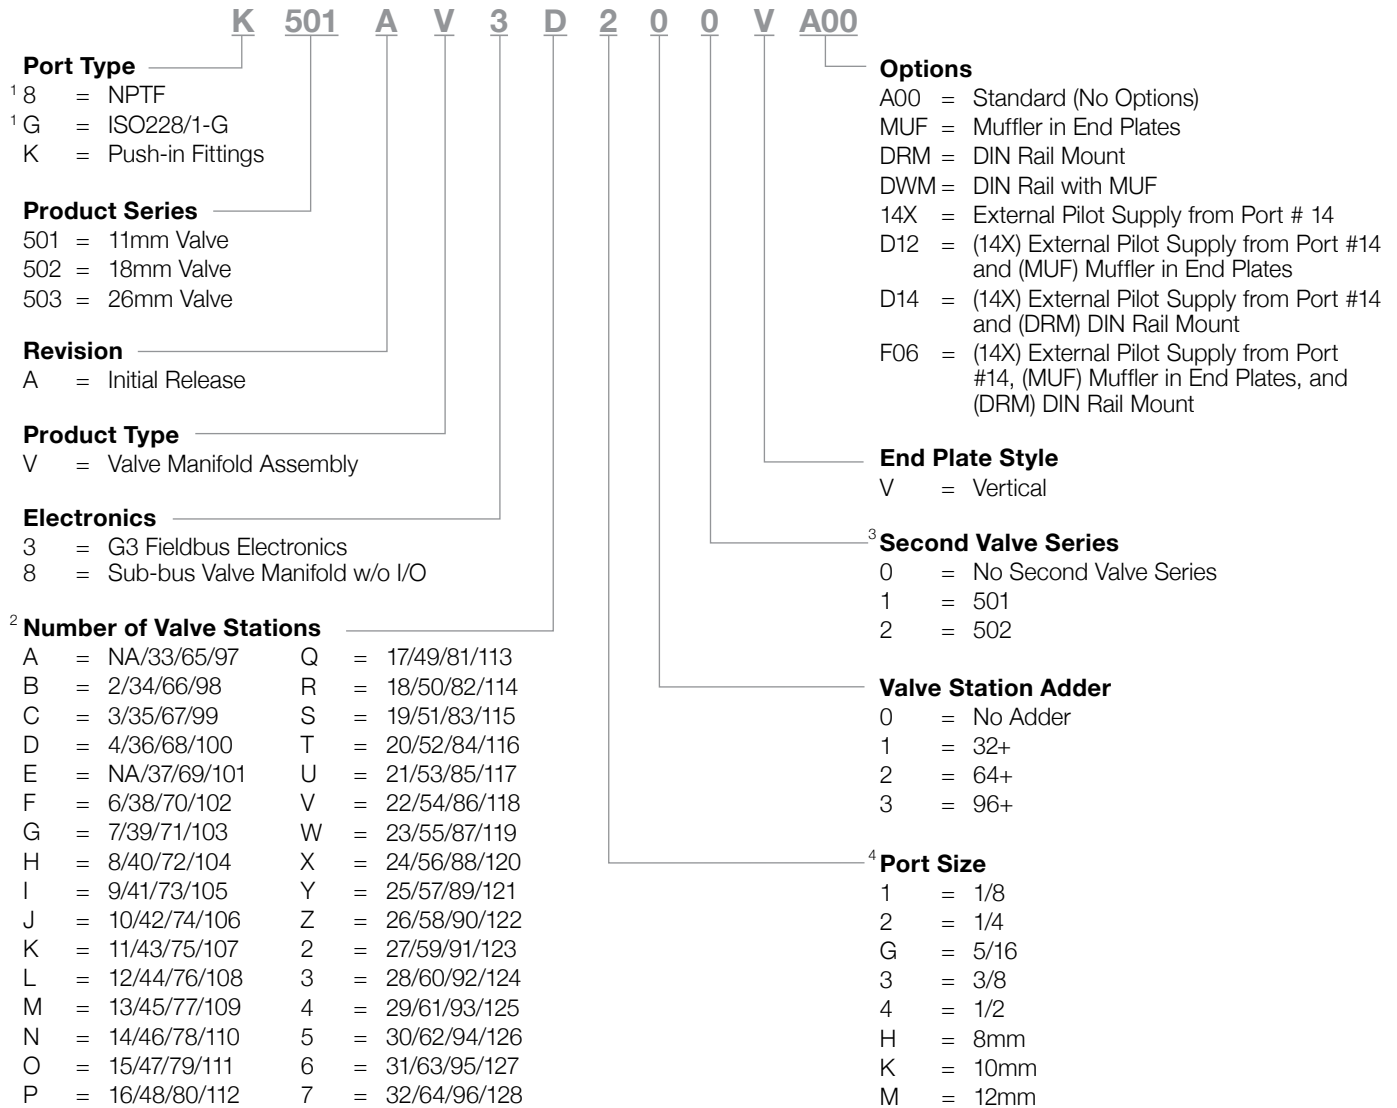 K 501 A V 3 D 2 0 0 V A00
Port Type
1 8 = NPTF
1 G = ISO228/1-G
K = Push-in Fittings
Product Series
501 = 11mm Valve
502 = 18mm Valve
503 = 26mm Valve
Revision
A = Initial Release
Product Type
V = Valve Manifold Assembly
Electronics
3 = G3 Fieldbus Electronics
8 = Sub-bus Valve Manifold w/o I/O
2 Number of Valve Stations
A = NA/33/65/97
B = 2/34/66/98
C = 3/35/67/99
D = 4/36/68/100
E = NA/37/69/101
F = 6/38/70/102
G = 7/39/71/103
H = 8/40/72/104
I = 9/41/73/105
J = 10/42/74/106
K = 11/43/75/107
L = 12/44/76/108
M = 13/45/77/109
N = 14/46/78/110
O = 15/47/79/111
P = 16/48/80/112
Q = 17/49/81/113
R = 18/50/82/114
S = 19/51/83/115
T = 20/52/84/116
U = 21/53/85/117
V = 22/54/86/118
W = 23/55/87/119
X = 24/56/88/120
Y = 25/57/89/121
Z = 26/58/90/122
2 = 27/59/91/123
3 = 28/60/92/124
4 = 29/61/93/125
5 = 30/62/94/126
6 = 31/63/95/127
7 = 32/64/96/128
Options
A00 = Standard (No Options)
MUF = Muffler in End Plates
DRM = DIN Rail Mount
DWM = DIN Rail with MUF
14X = External Pilot Supply from Port # 14
D12 = (14X) External Pilot Supply from Port #14
and (MUF) Muffler in End Plates
D14 = (14X) External Pilot Supply from Port #14
and (DRM) DIN Rail Mount
F06 = (14X) External Pilot Supply from Port
#14, (MUF) Muffler in End Plates, and
(DRM) DIN Rail Mount
End Plate Style
V = Vertical
3 Second Valve Series
0 = No Second Valve Series
1 = 501
2 = 502
Valve Station Adder
0 = No Adder
1 = 32+
2 = 64+
3 = 96+
4 Port Size
1 = 1/8
2 = 1/4
G = 5/16
3 = 3/8
4 = 1/2
H = 8mm
K = 10mm
M = 12mm